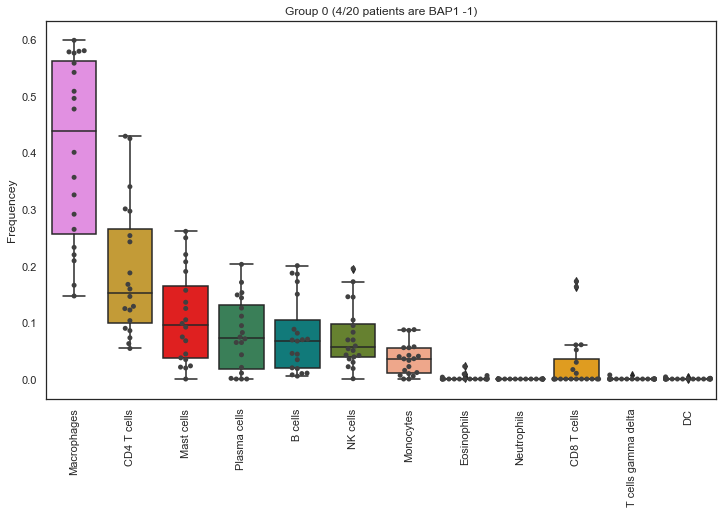 Group 0 (4/20 patients are BAP1 -1)
Frequencey
0.6
0.5
0.4
0.3
0.2
0.1
0.0
Macrophages
CD4 T cells
Mast cells
Plasma cells
B cells
NK cells
Monocytes
Eosinophils
Neutrophils
CD8 T cells
T cells gamma delta
DC